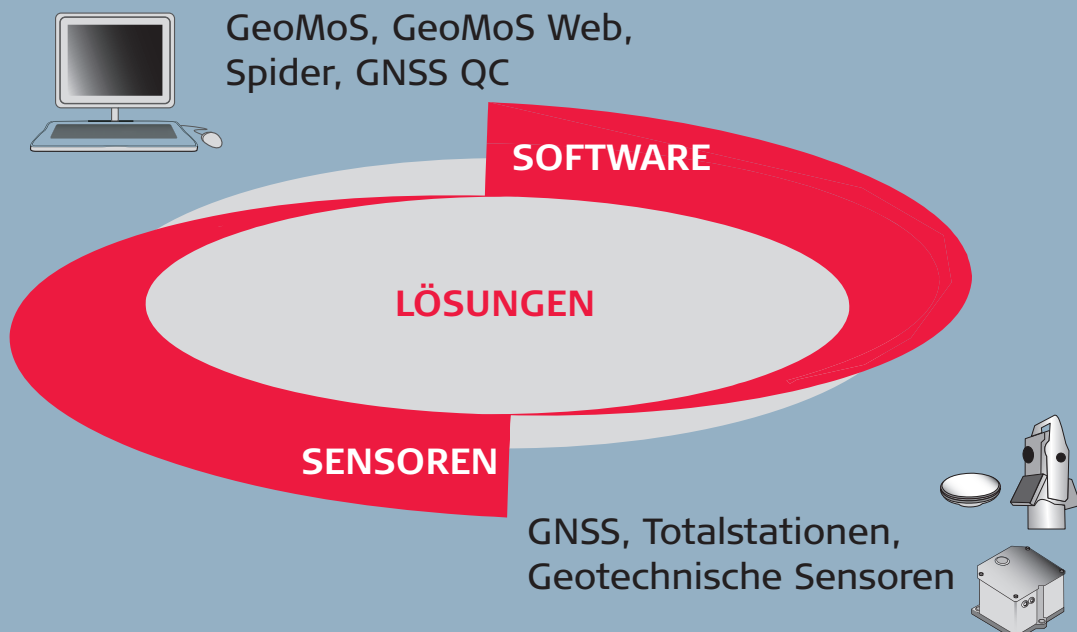 GeoMoS, GeoMoS Web,
Spider, GNSS QC
SOFTWARE
LÖSUNGEN
SENSOREN
GNSS, Totalstationen,
Geotechnische Sensoren